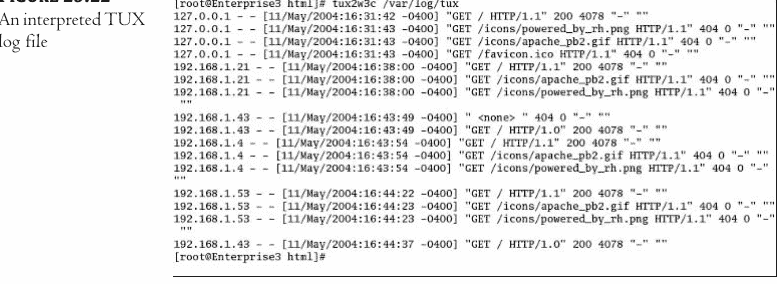 An interpreted TUX
log file
[root@Enterprise3 html]# tux2w3c /var/log/tux
127.0.0.1 - - [11/May/2004:16:31:42 -0400] "GET / HTTP/1.1" 200 4078 "-" ""
127.0.0.1 - - [11/May/2004:16:31:43 -0400] "GET /icons/powered_by_rh.png HTTP/1.1" 404 0 "-" ""
127.0.0.1 - - [11/May/2004:16:31:43 -0400] "GET /icons/apache_pb2.gif HTTP/1.1" 404 0 "-" ""
127.0.0.1 - - [11/May/2004:16:31:43 -0400] "GET /favicon.ico HTTP/1.1" 404 0 "-" ""
192.168.1.21 - - [11/May/2004:16:38:00 -0400] "GET / HTTP/1.1" 200 4078 "-" ""
192.168.1.21 - - [11/May/2004:16:38:00 -0400] "GET /icons/apache_pb2.gif HTTP/1.1" 404 0 "-" ""
192.168.1.21 - - [11/May/2004:16:38:00 -0400] "GET /icons/powered_by_rh.png HTTP/1.1" 404 0 "-"
""
192.168.1.43 - - [11/May/2004:16:43:49 -0400] " <none> " 404 0 "-" ""
192.168.1.43 - - [11/May/2004:16:43:49 -0400] "GET / HTTP/1.0" 200 4078 "-" ""
192.168.1.4 - - [11/May/2004:16:43:54 -0400] "GET / HTTP/1.1" 200 4078 "-" ""
192.168.1.4 - - [11/May/2004:16:43:54 -0400] "GET /icons/apache_pb2.gif HTTP/1.1" 404 0 "-" ""
192.168.1.4 - - [11/May/2004:16:43:54 -0400] "GET /icons/powered_by_rh.png HTTP/1.1" 404 0 "-"
""
192.168.1.53 - - [11/May/2004:16:44:22 -0400] "GET / HTTP/1.1" 200 4078 "-" ""
192.168.1.53 - - [11/May/2004:16:44:23 -0400] "GET /icons/apache_pb2.gif HTTP/1.1" 404 0 "-" ""
192.168.1.53 - - [11/May/2004:16:44:23 -0400] "GET /icons/powered_by_rh.png HTTP/1.1" 404 0 "-"
""
192.168.1.43 - - [11/May/2004:16:44:37 -0400] "GET / HTTP/1.0" 200 4078 "-" ""
[root@Enterprise3 html]#